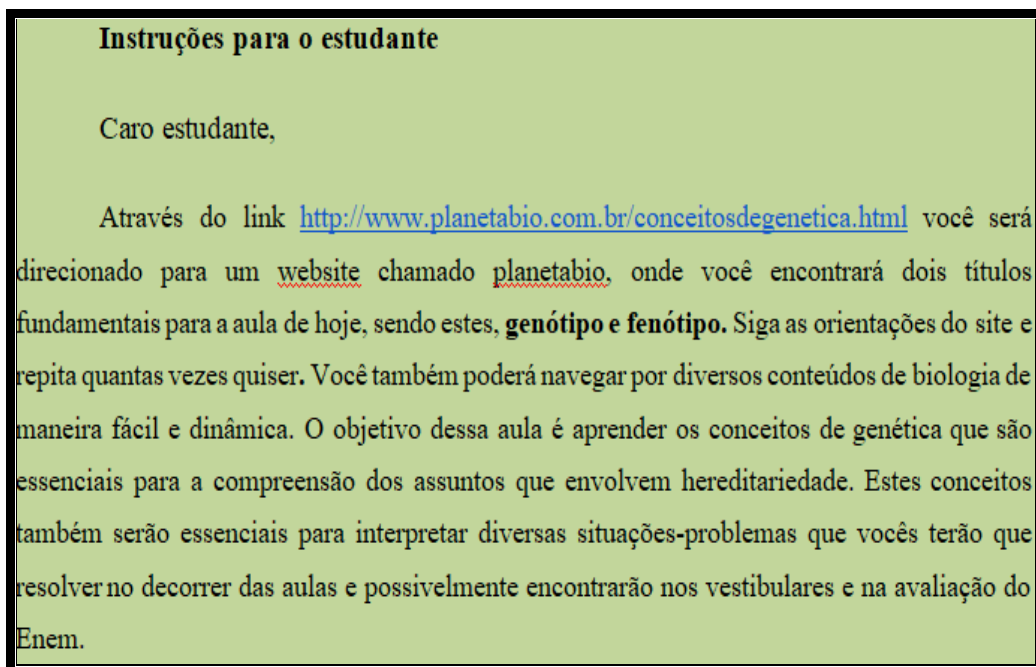 Instruções para o estudante
Caro estudante,
Através do link http://www.planetabio.com.br/conceitosdegenetica.html você será
direcionado para um website chamado planetabio, onde você encontrará dois títulos
fundamentais para a aula de hoje, sendo estes, genótipo e fenótipo. Siga as orientações do site e
repita quantas vezes quiser. Você também poderá navegar por diversos conteúdos de biologia de
maneira fácil e dinâmica. O objetivo dessa aula é aprender os conceitos de genética que são
essenciais para a compreensão dos assuntos que envolvem hereditariedade. Estes conceitos
também serão essenciais para interpretar diversas situações-problemas que vocês terão que
resolver no decorrer das aulas e possivelmente encontrarão nos vestibulares e na avaliação do
Enem.